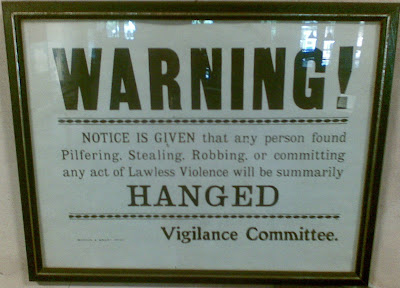 WARNING!
NOTICE IS GIVEN that any person found
Pilfering, Stealing, Robbing, or committing
any act of Lawless Violence will be summarily
HANGED
Vigilance Committee.